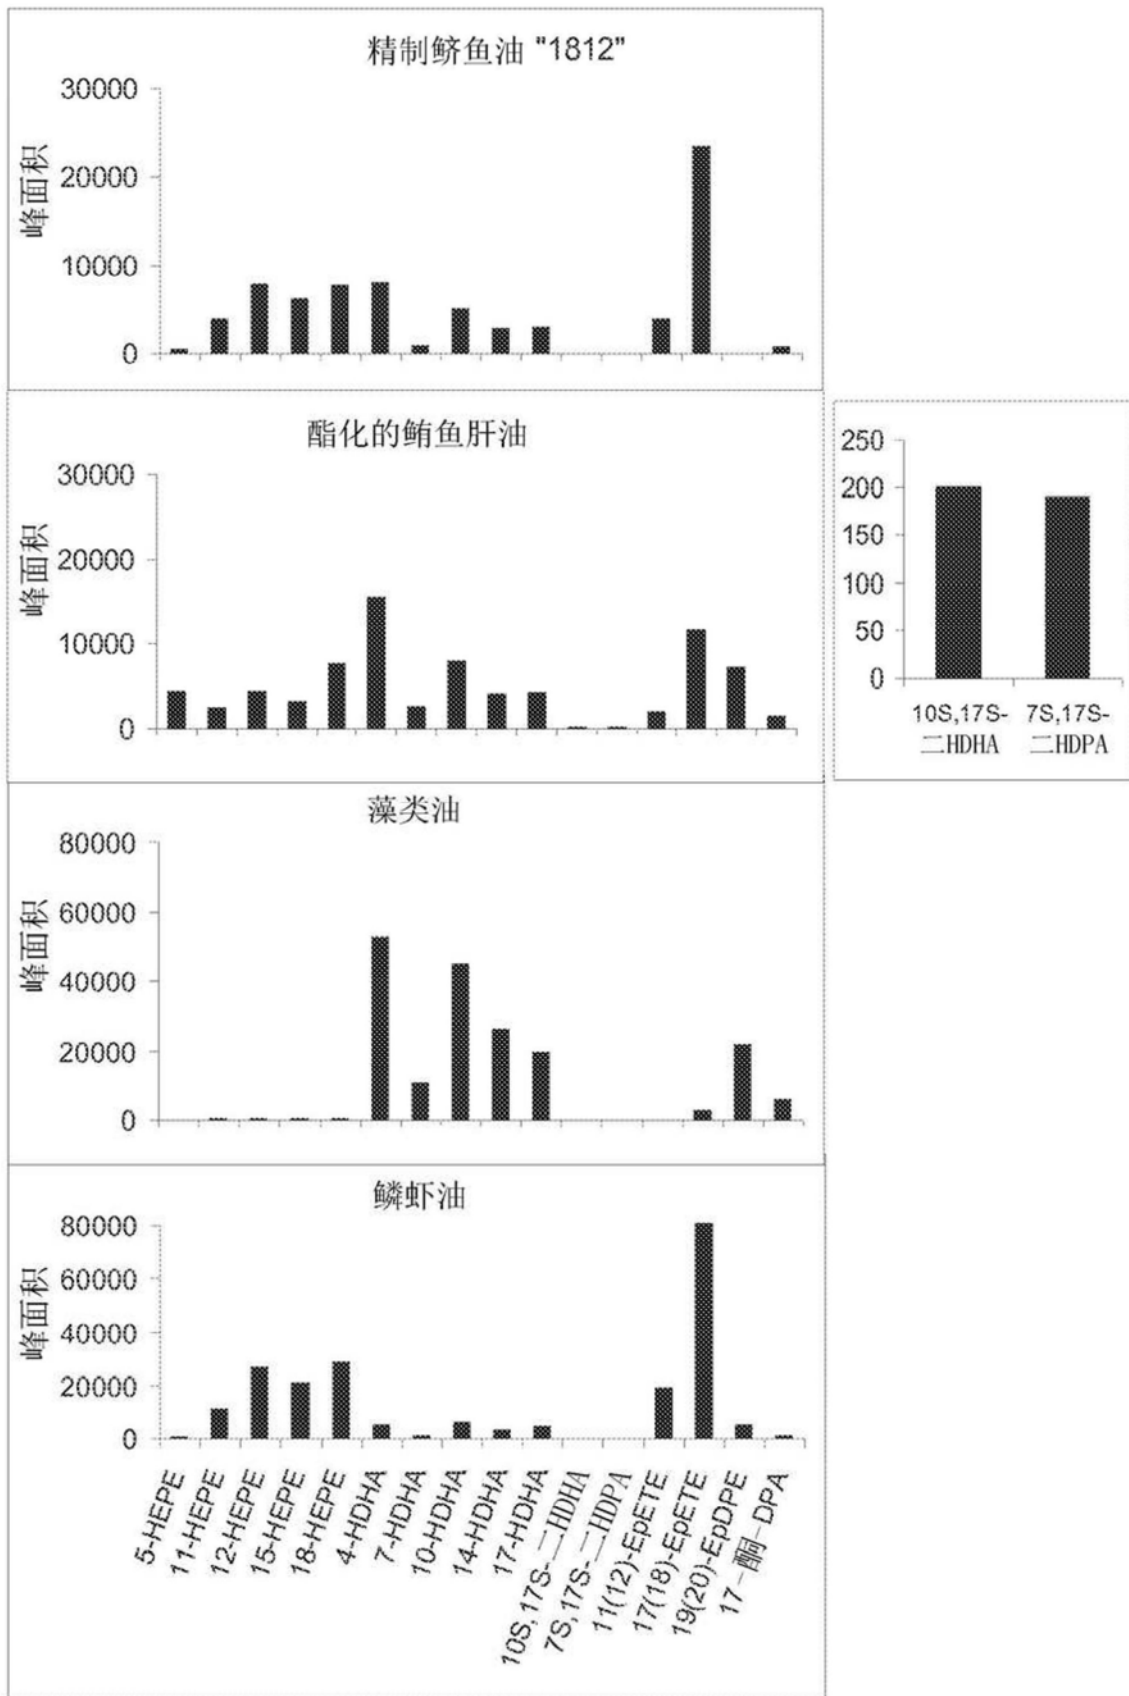 精制鲚鱼油 "1812"
峰面积
30000
20000
10000
0
酯化的鲔鱼肝油
峰面积
30000
20000
10000
0
250
200
150
100
50
0
10S,17S-
二HDHA
7S,17S-
二HDPA
藻类油
峰面积
80000
60000
40000
20000
0
鳞虾油
峰面积
80000
60000
40000
20000
0
5-HEPE
11-HEPE
12-HEPE
15-HEPE
18-HEPE
4-HDHA
7-HDHA
10-HDHA
14-HDHA
17-HDHA
10S,17S-二HDHA
7S,17S-二HDPA
11(12)-EpETE
17(18)-EpETE
19(20)-EpDPE
17-酮-DPA